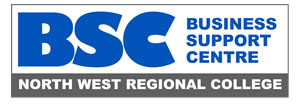 BSC
BUSINESS
SUPPORT
CENTRE
NORTH WEST REGIONAL COLLEGE